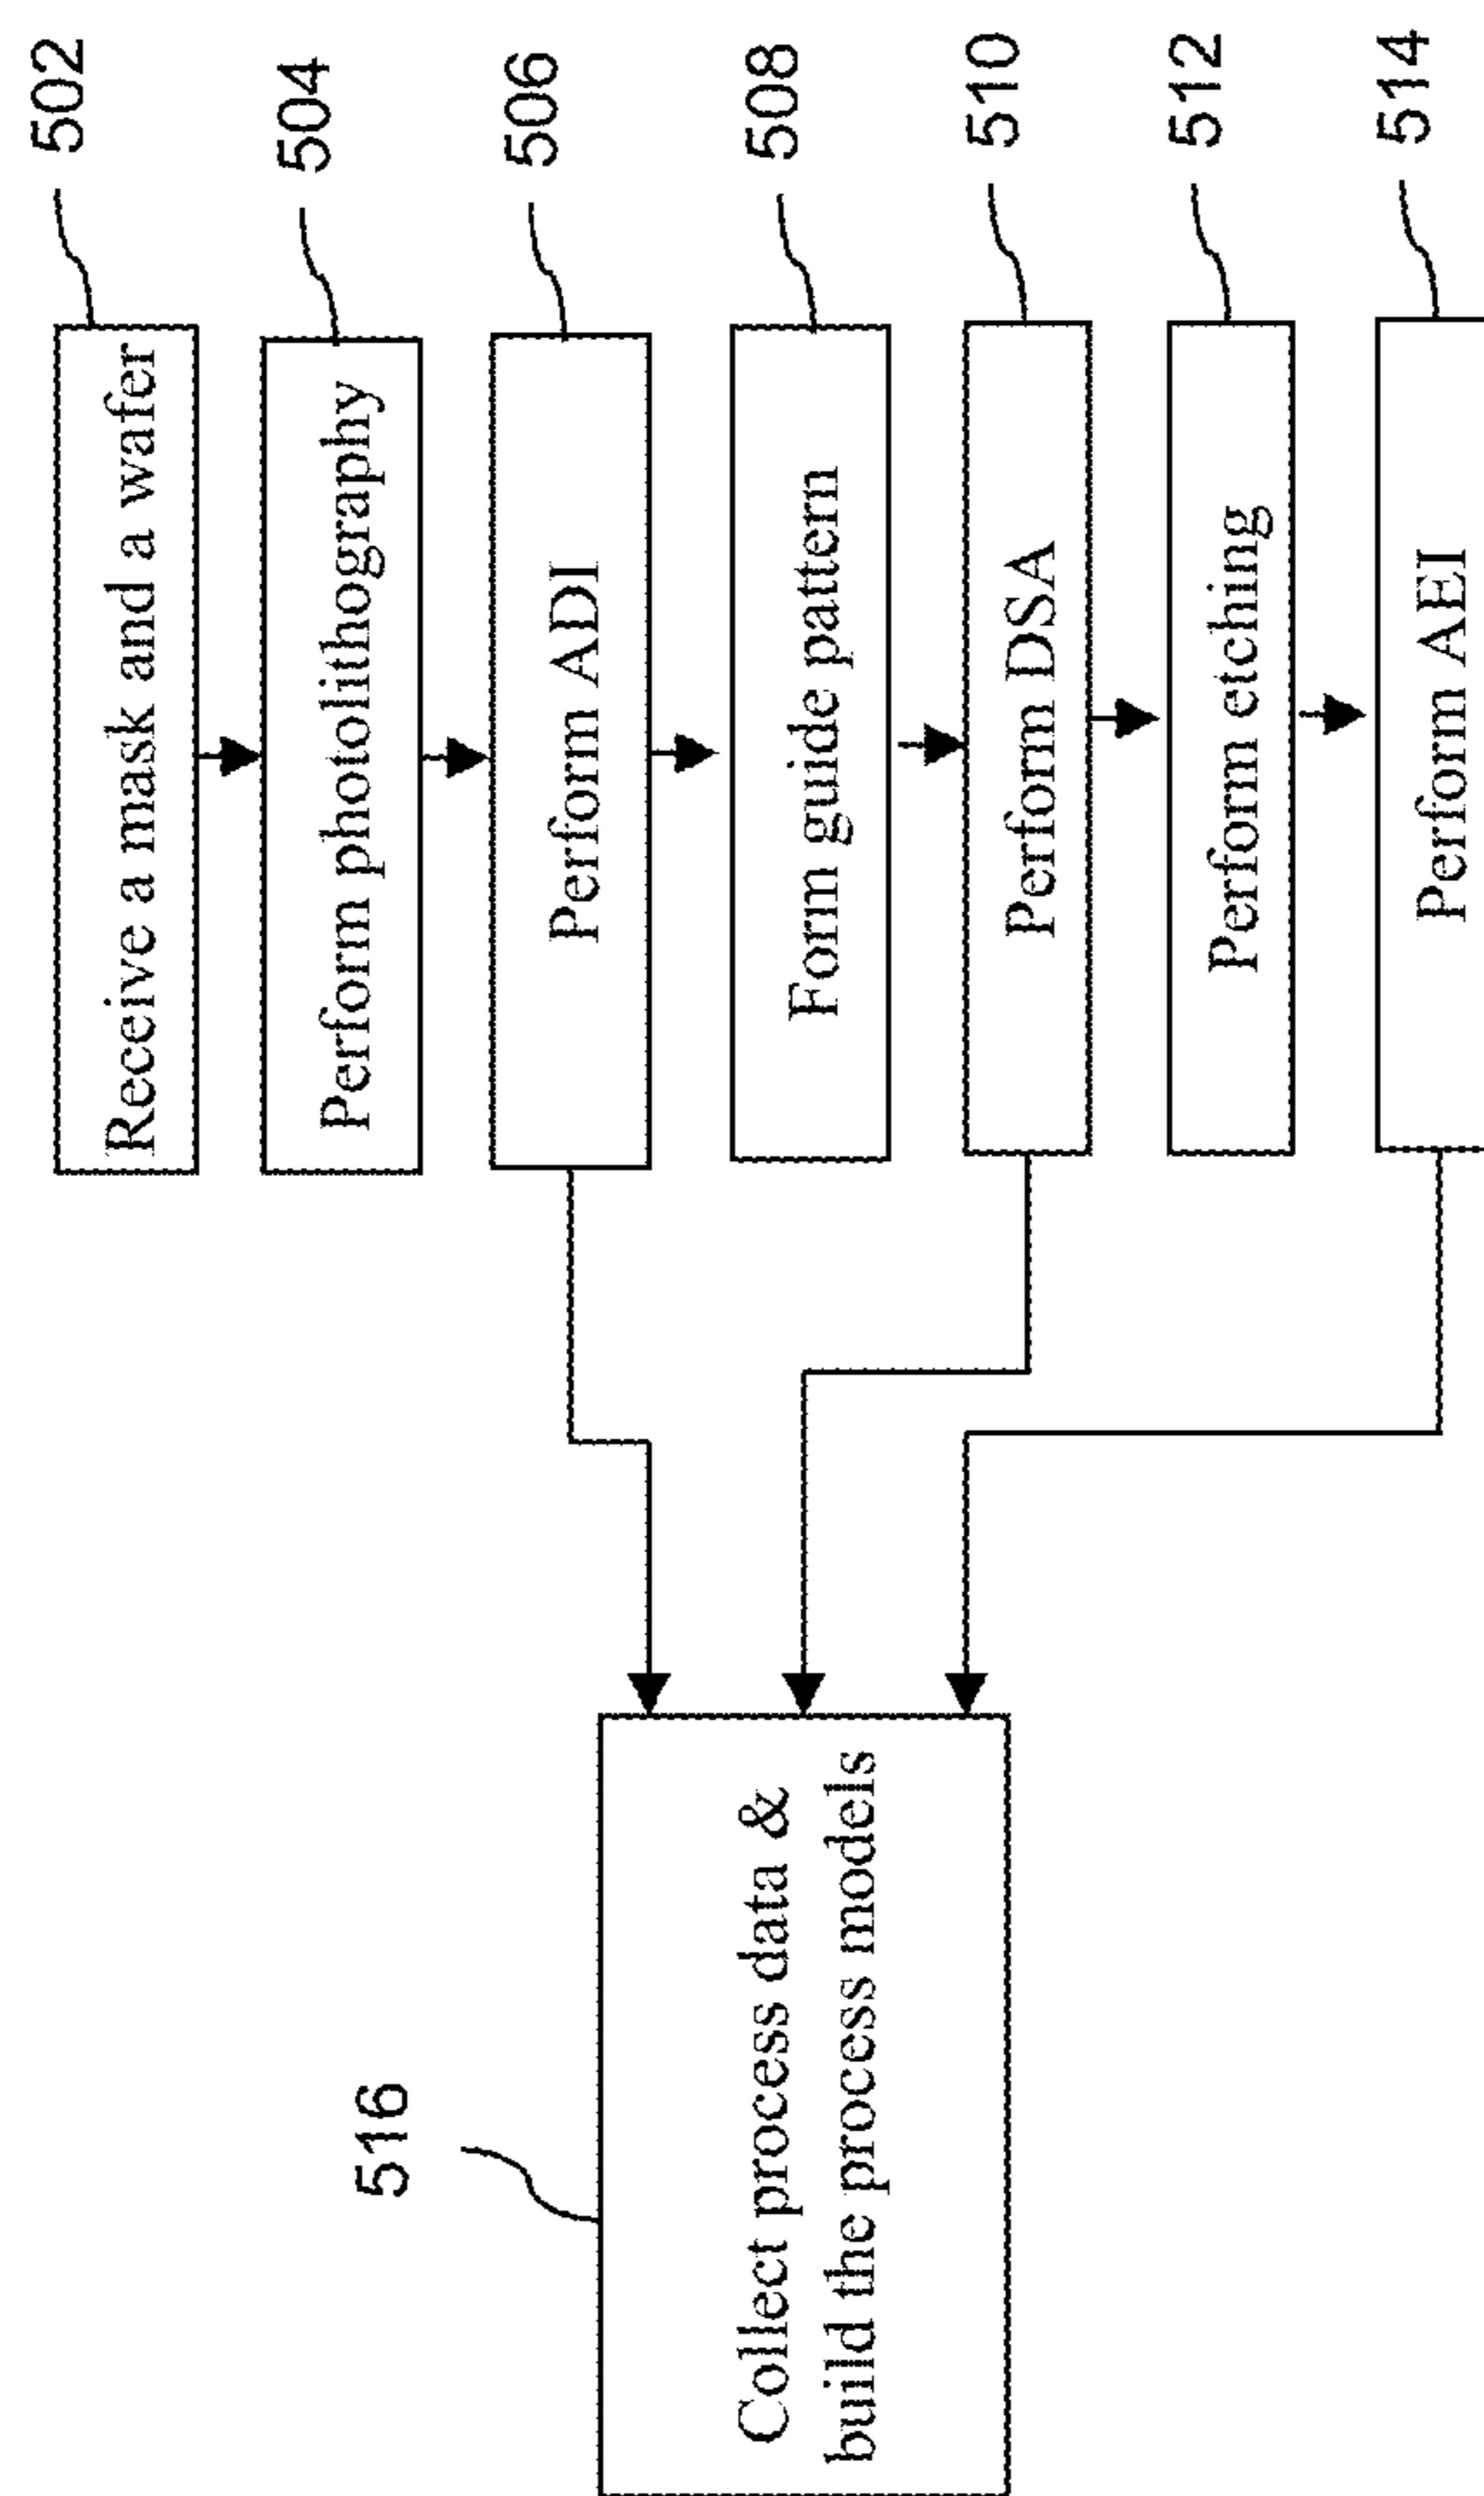 Receive a mask and a wafer
502
Perform photolithography
504
Perform ADI
506
Form guide pattern
508
Perform DSA
510
Perform etching
512
Perform AEI
514
516
Collect process data &
build the process models